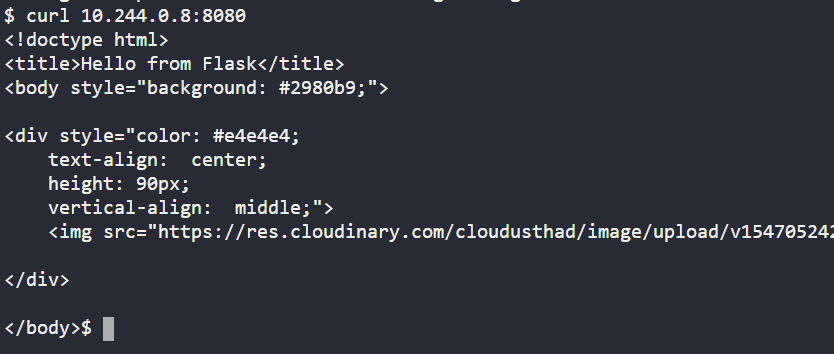 $ curl 10.244.0.8:8080
<!doctype html>
<title>Hello from Flask</title>
<body style="background: #2980b9;">

<div style="color: #e4e4e4;
    text-align:  center;
    height: 90px;
    vertical-align:  middle;">
    <img src="https://res.cloudinary.com/cloudusthad/image/upload/v154705242

</div>

</body>$